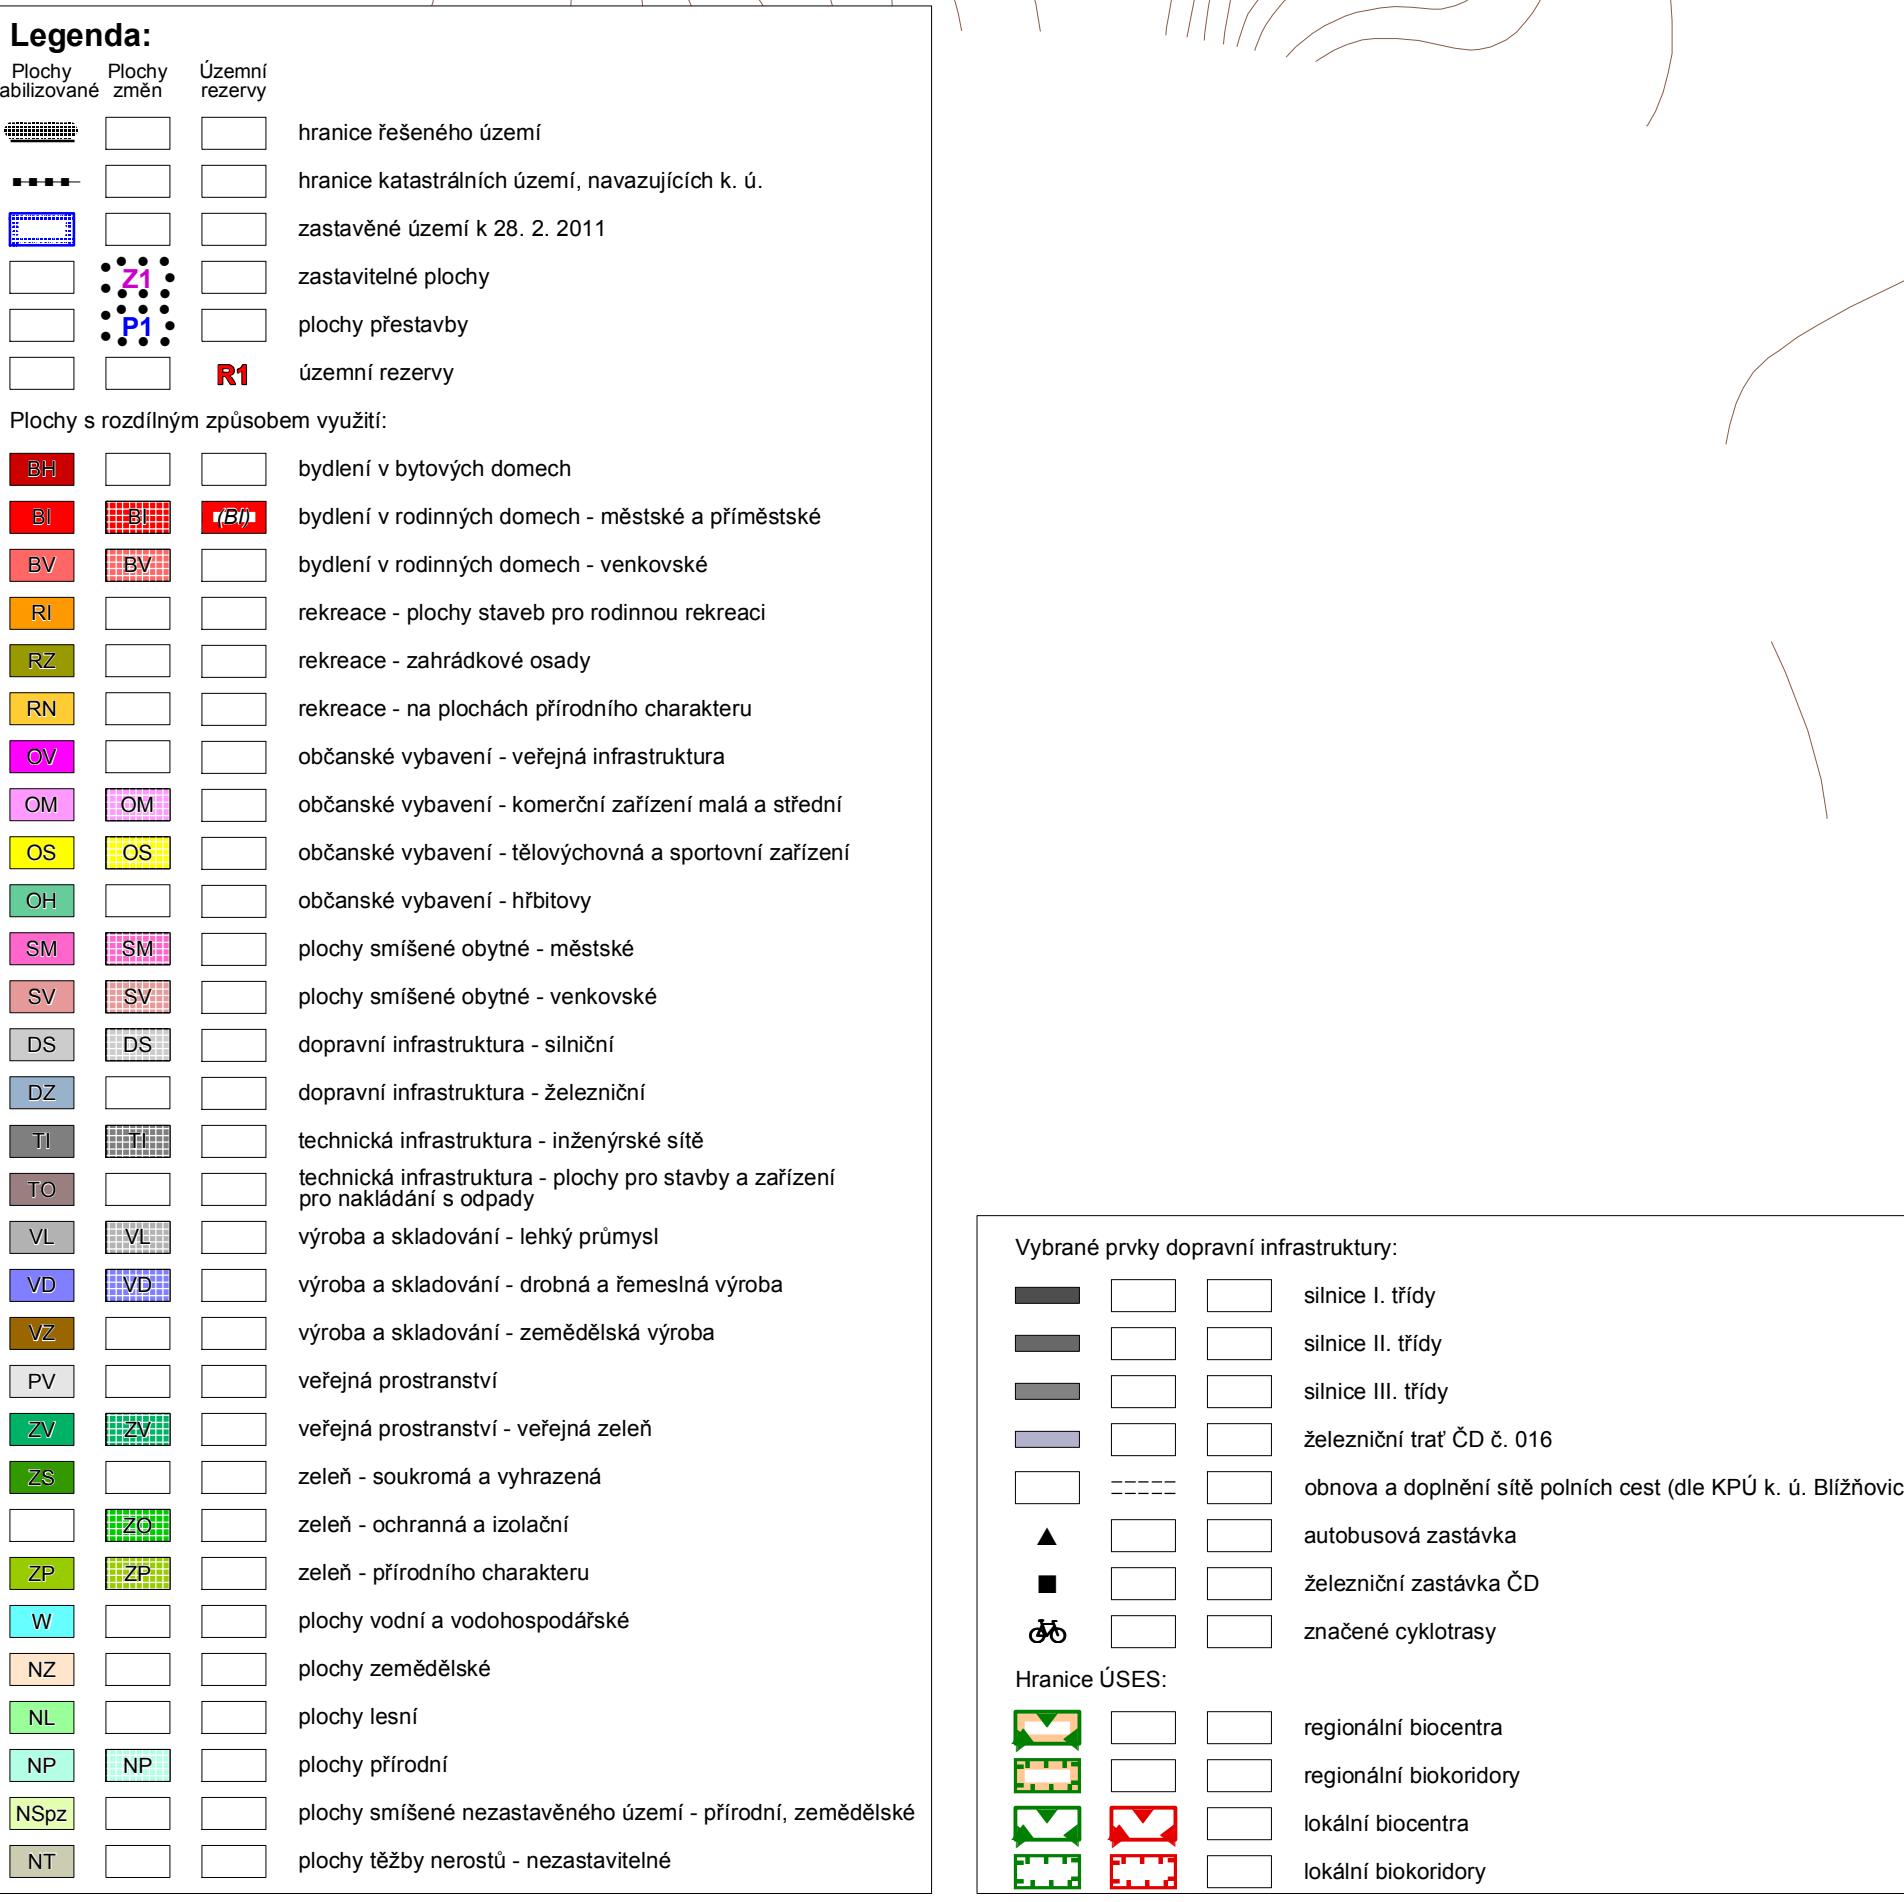 Legenda:
Plochy Plochy Územní
abilizované změn rezervy
hranice řešeného území
hranice katastrálních území, navazujících k. ú.
zastavěné území k 28. 2. 2011
Z1 zastavitelné plochy
P1 plochy přestavby
R1 územní rezervy
Plochy s rozdílným způsobem využití:
BH bydlení v bytových domech
BI BI (BI) bydlení v rodinných domech - městské a příměstské
BV BV bydlení v rodinných domech - venkovské
RI rekreace - plochy staveb pro rodinnou rekreaci
RZ rekreace - zahrádkové osady
RN rekreace - na plochách přírodního charakteru
OV občanské vybavení - veřejná infrastruktura
OM OM občanské vybavení - komerční zařízení malá a střední
OS OS občanské vybavení - tělovýchovná a sportovní zařízení
OH občanské vybavení - hřbitovy
SM SM plochy smíšené obytné - městské
SV SV plochy smíšené obytné - venkovské
DS DS dopravní infrastruktura - silniční
DZ dopravní infrastruktura - železniční
TI TI technická infrastruktura - inženýrské sítě
TO technická infrastruktura - plochy pro stavby a zařízení
pro nakládání s odpady
VL VL výroba a skladování - lehký průmysl
VD VD výroba a skladování - drobná a řemeslná výroba
VZ výroba a skladování - zemědělská výroba
PV veřejná prostranství
ZV ZV veřejná prostranství - veřejná zeleň
ZS zeleň - soukromá a vyhrazená
ZO zeleň - ochranná a izolační
ZP ZP zeleň - přírodního charakteru
W plochy vodní a vodohospodářské
NZ plochy zemědělské
NL plochy lesní
NP NP plochy přírodní
NSpz plochy smíšené nezastavěného území - přírodní, zemědělské
NT plochy těžby nerostů - nezastavitelné
Vybrané prvky dopravní infrastruktury:
silnice I. třídy
silnice II. třídy
silnice III. třídy
železniční trať ČD č. 016
obnova a doplnění sítě polních cest (dle KPÚ k. ú. Blížňovic
autobusová zastávka
železniční zastávka ČD
značené cyklotrasy
Hranice ÚSES:
regionální biocentra
regionální biokoridory
lokální biocentra
lokální biokoridory